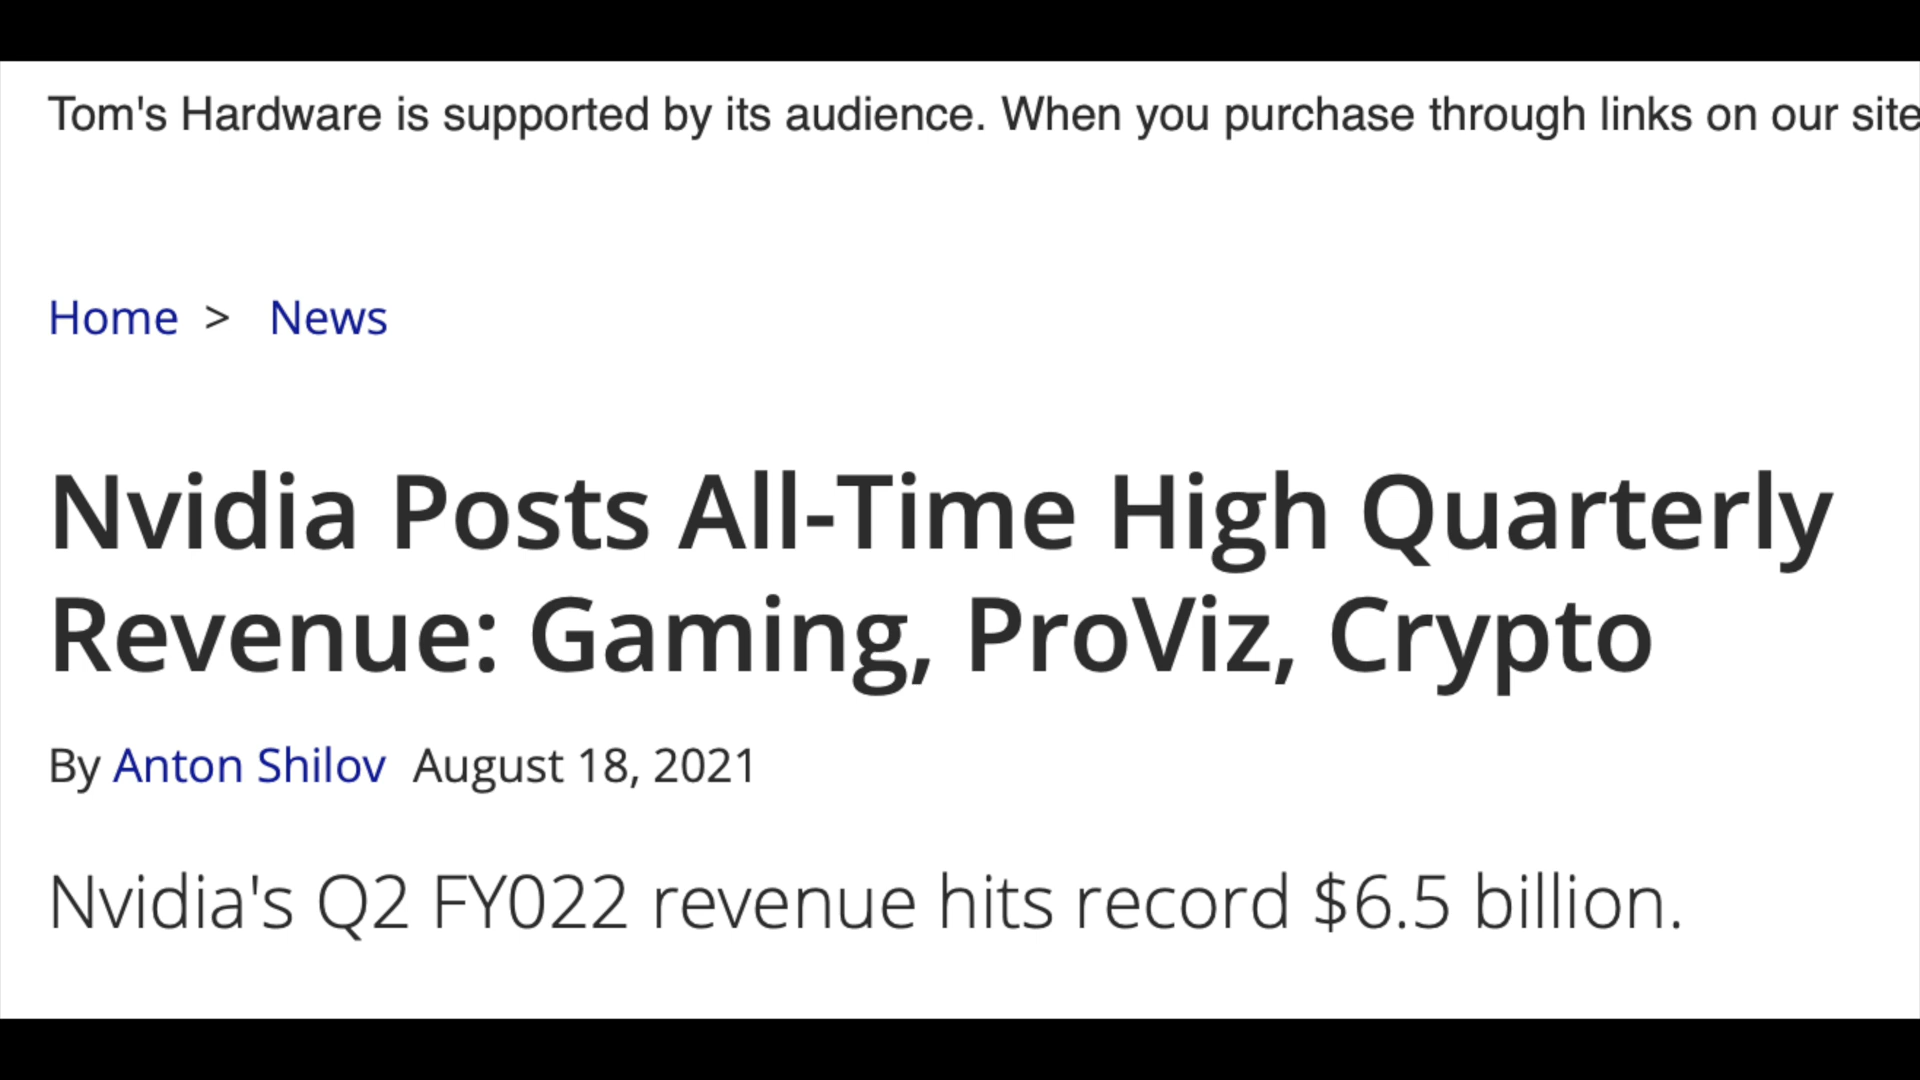 Tom's Hardware is supported by its audience. When you purchase through links on our site
Home > News
Nvidia Posts All-Time High Quarterly
Revenue: Gaming, ProViz, Crypto
By Anton Shilov August 18, 2021
Nvidia's Q2 FY022 revenue hits record $6.5 billion.